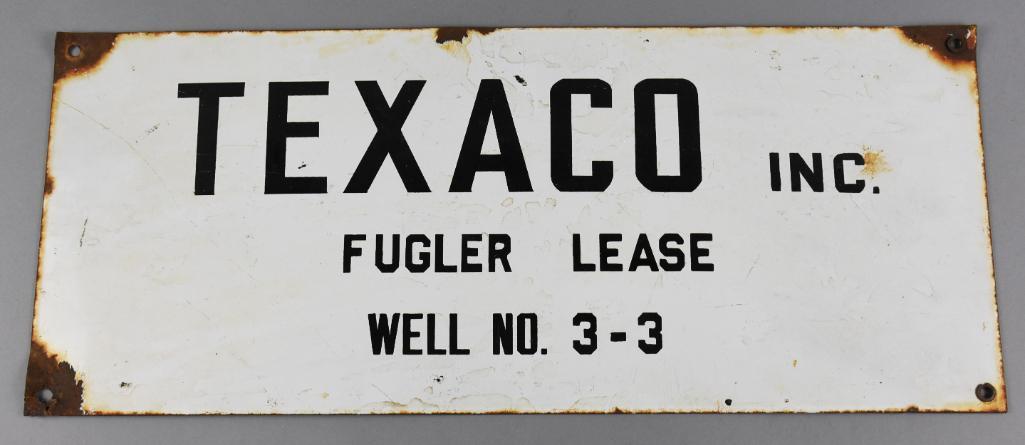 TEXACO INC.
FUGLER LEASE
WELL NO. 3-3